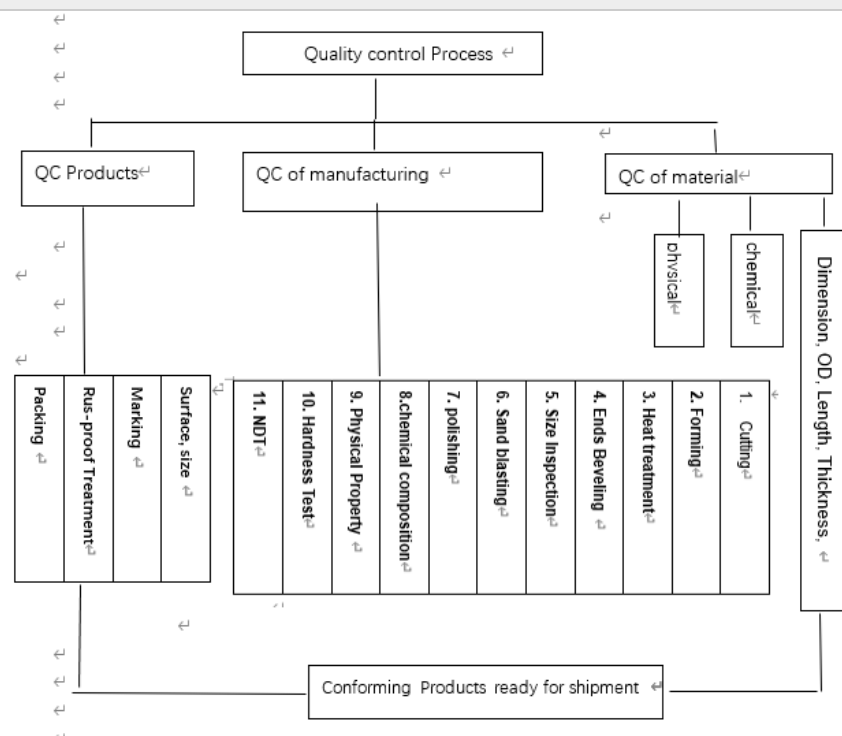 Quality control Process
QC Products
QC of manufacturing
QC of material
physical
chemical
Dimension, OD, Length, Thickness,
Packing
Rus-proof Treatment
Marking
Surface, size
11. NDT
10. Hardness Test
9. Physical Property
8.chemical composition
7. polishing
6. Sand blasting
5. Size Inspection
4. Ends Beveling
3. Heat treatment
2. Forming
1. Cutting
Conforming Products ready for shipment